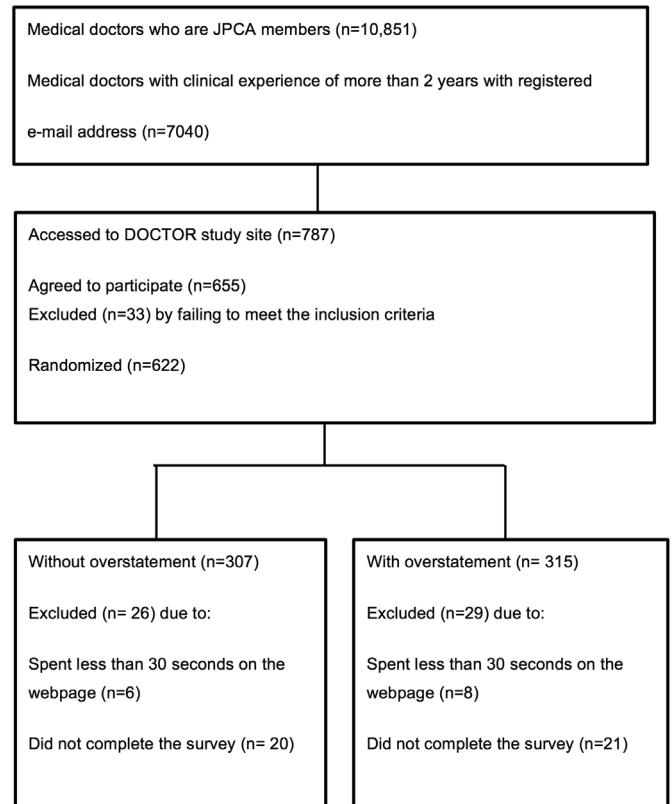 Medical doctors who are JPCA members (n=10,851)
Medical doctors with clinical experience of more than 2 years with registered
e-mail address (n=7040)
Accessed to DOCTOR study site (n=787)
Agreed to participate (n=655)
Excluded (n=33) by failing to meet the inclusion criteria
Randomized (n=622)
Without overstatement (n=307)
Excluded (n= 26) due to:
Spent less than 30 seconds on the
webpage (n=6)
Did not complete the survey (n= 20)
With overstatement (n= 315)
Excluded (n=29) due to:
Spent less than 30 seconds on the
webpage (n=8)
Did not complete the survey (n=21)